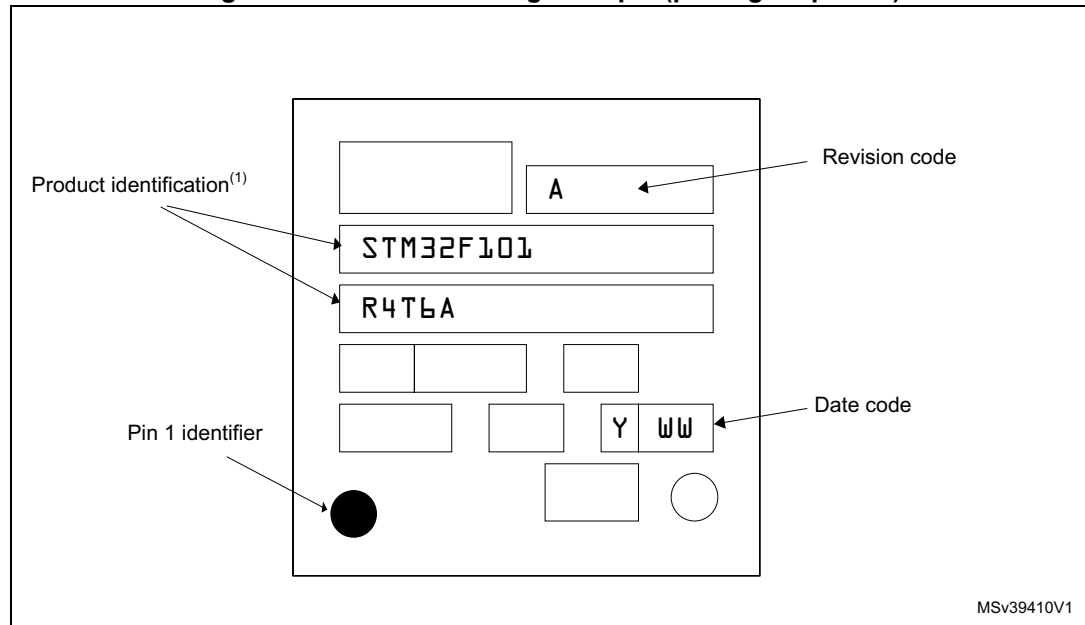 Revision code
A
Product identification(1)
STM32F101
R4T6A
Date code
Y WW
Pin 1 identifier
MSv39410V1